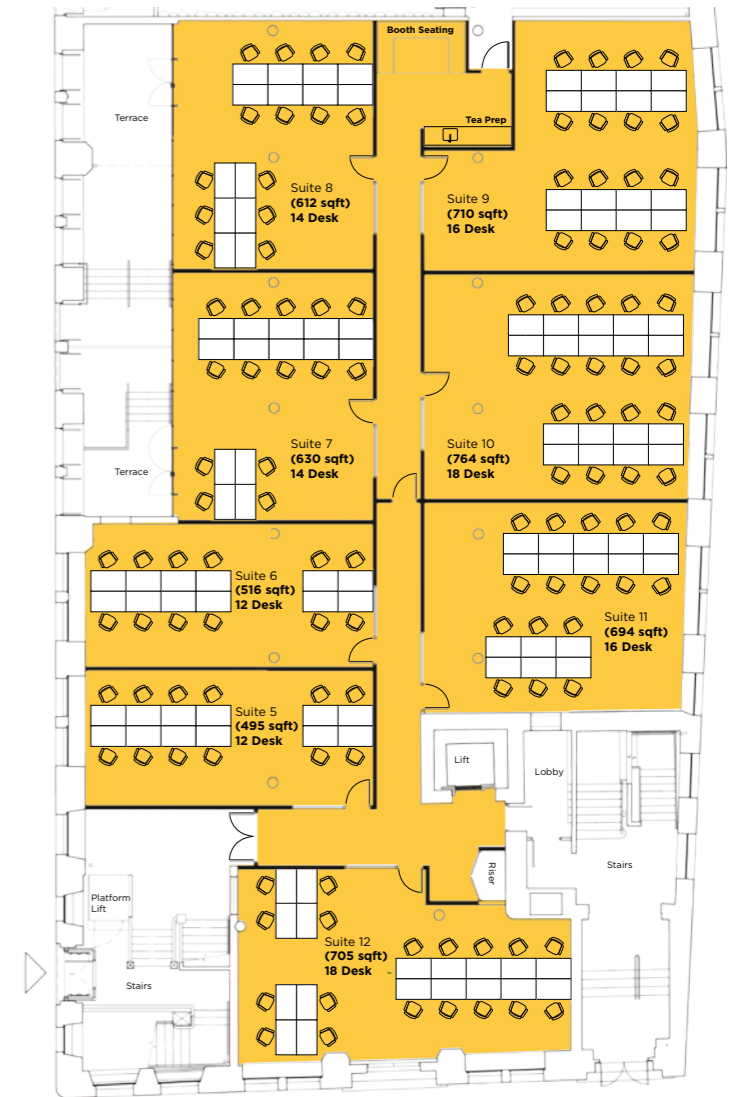 Booth Seating
Terrace
Tea Prep
Suite 8
(612 sqft)
14 Desk
Suite 9
(710 sqft)
16 Desk
Suite 7
(630 sqft)
14 Desk
Suite 10
(764 sqft)
18 Desk
Terrace
Suite 6
(516 sqft)
12 Desk
Suite 11
(694 sqft)
16 Desk
Suite 5
(495 sqft)
12 Desk
Lift
Lobby
Stairs
Riser
Platform
Lift
Suite 12
(705 sqft)
18 Desk
Stairs